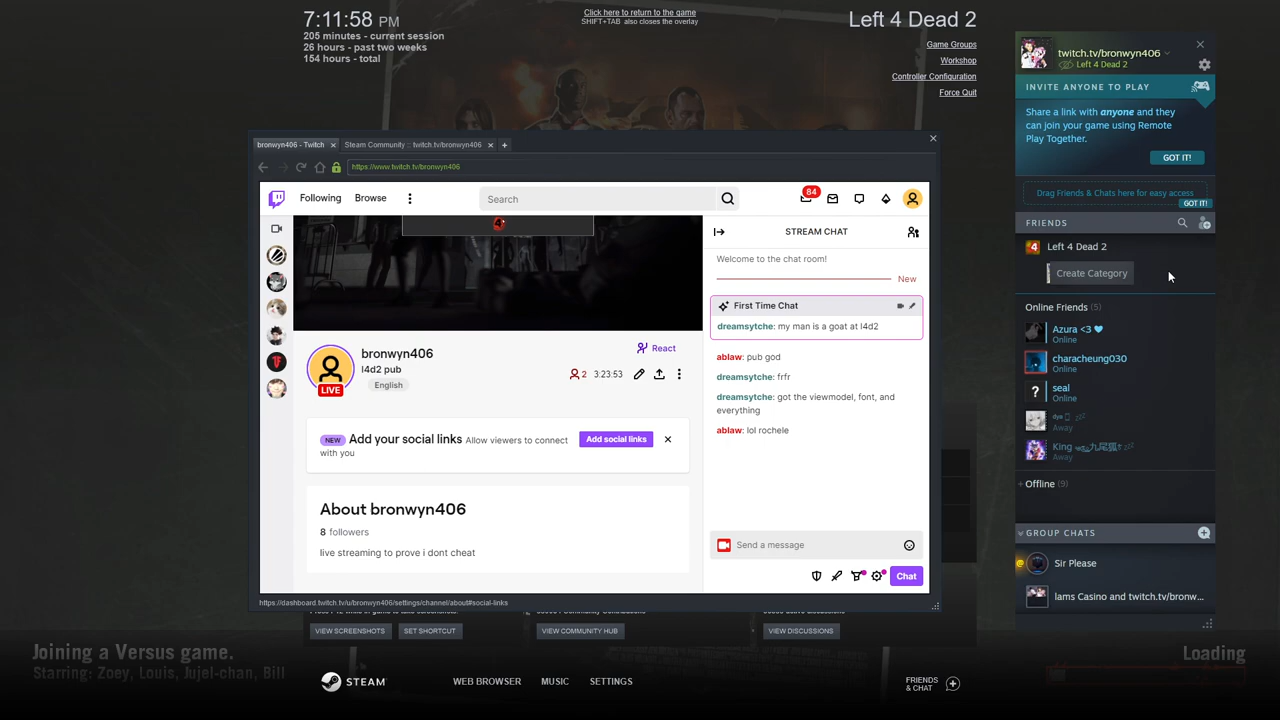 7:11:58 PM
205 minutes - current session
26 hours - past two weeks
154 hours - total
Click here to return to the game
SHIFT+TAB also closes the overlay
Left 4 Dead 2
Game Groups
Workshop
Controller Configuration
Force Quit
bronwyn406 - Twitch
Steam Community :: twitch.tv/bronwyn406
https://www.twitch.tv/bronwyn406
Following
Browse
Search
84
bronwyn406
l4d2 pub
English
LIVE
React
2
3:23:53
NEW Add your social links Allow viewers to connect
with you
Add social links
About bronwyn406
8 followers
live streaming to prove i dont cheat
STREAM CHAT
Welcome to the chat room!
New
First Time Chat
dreamsytche: my man is a goat at l4d2
ablaw: pub god
dreamsytche: frfr
dreamsytche: got the viewmodel, font, and
everything
ablaw: lol rochele
Send a message
Chat
https://dashboard.twitch.tv/u/bronwyn406/settings/channel/about#social-links
VIEW SCREENSHOTS
SET SHORTCUT
VIEW COMMUNITY HUB
VIEW DISCUSSIONS
twitch.tv/bronwyn406
Left 4 Dead 2
INVITE ANYONE TO PLAY
Share a link with anyone and they
can join your game using Remote
Play Together.
GOT IT!
Drag Friends & Chats here for easy access
GOT IT!
FRIENDS
Left 4 Dead 2
Create Category
Online Friends (5)
Azura <3
Online
characheung030
Online
seal
Online
Away
King
九尾狐
Away
Offline (9)
GROUP CHATS
Sir Please
Iams Casino and twitch.tv/bronw...
Joining a Versus game.
Starring: Zoey, Louis, Jujel-chan, Bill
Loading
STEAM
WEB BROWSER
MUSIC
SETTINGS
FRIENDS
& CHAT